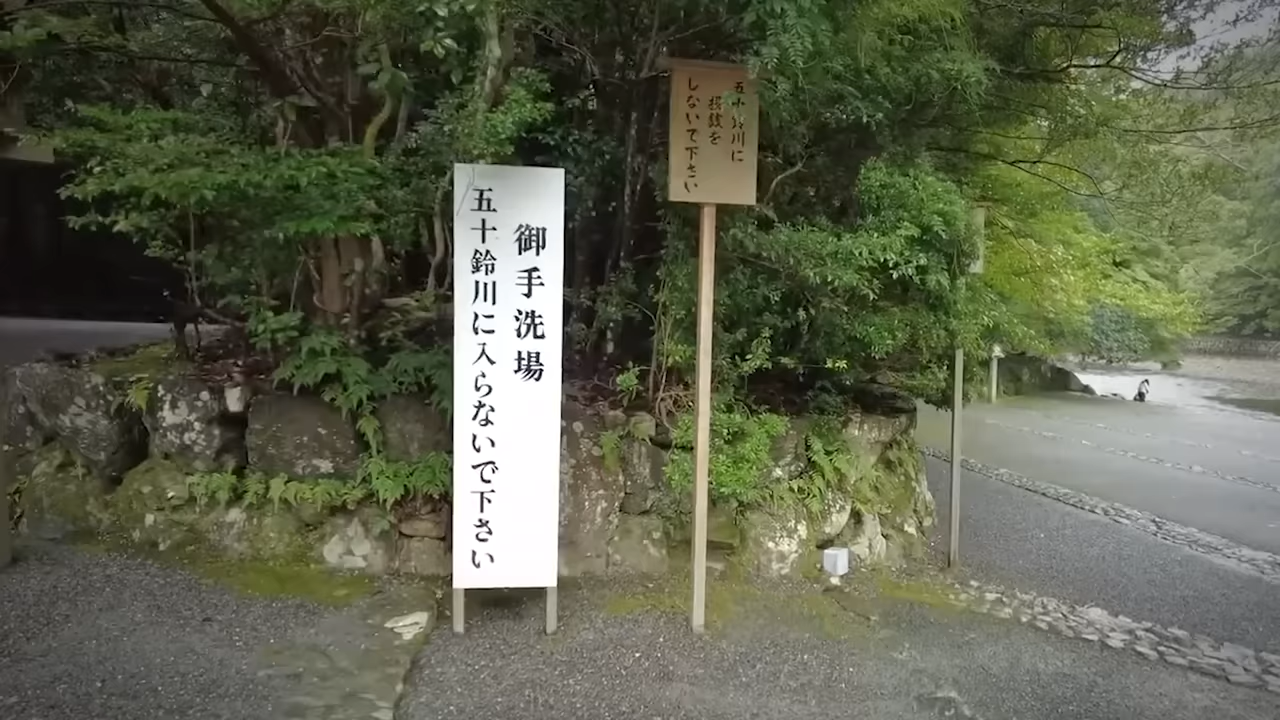 御手洗場
五十鈴川に入らないで下さい
五十鈴川に
投銭を
しないで下さい